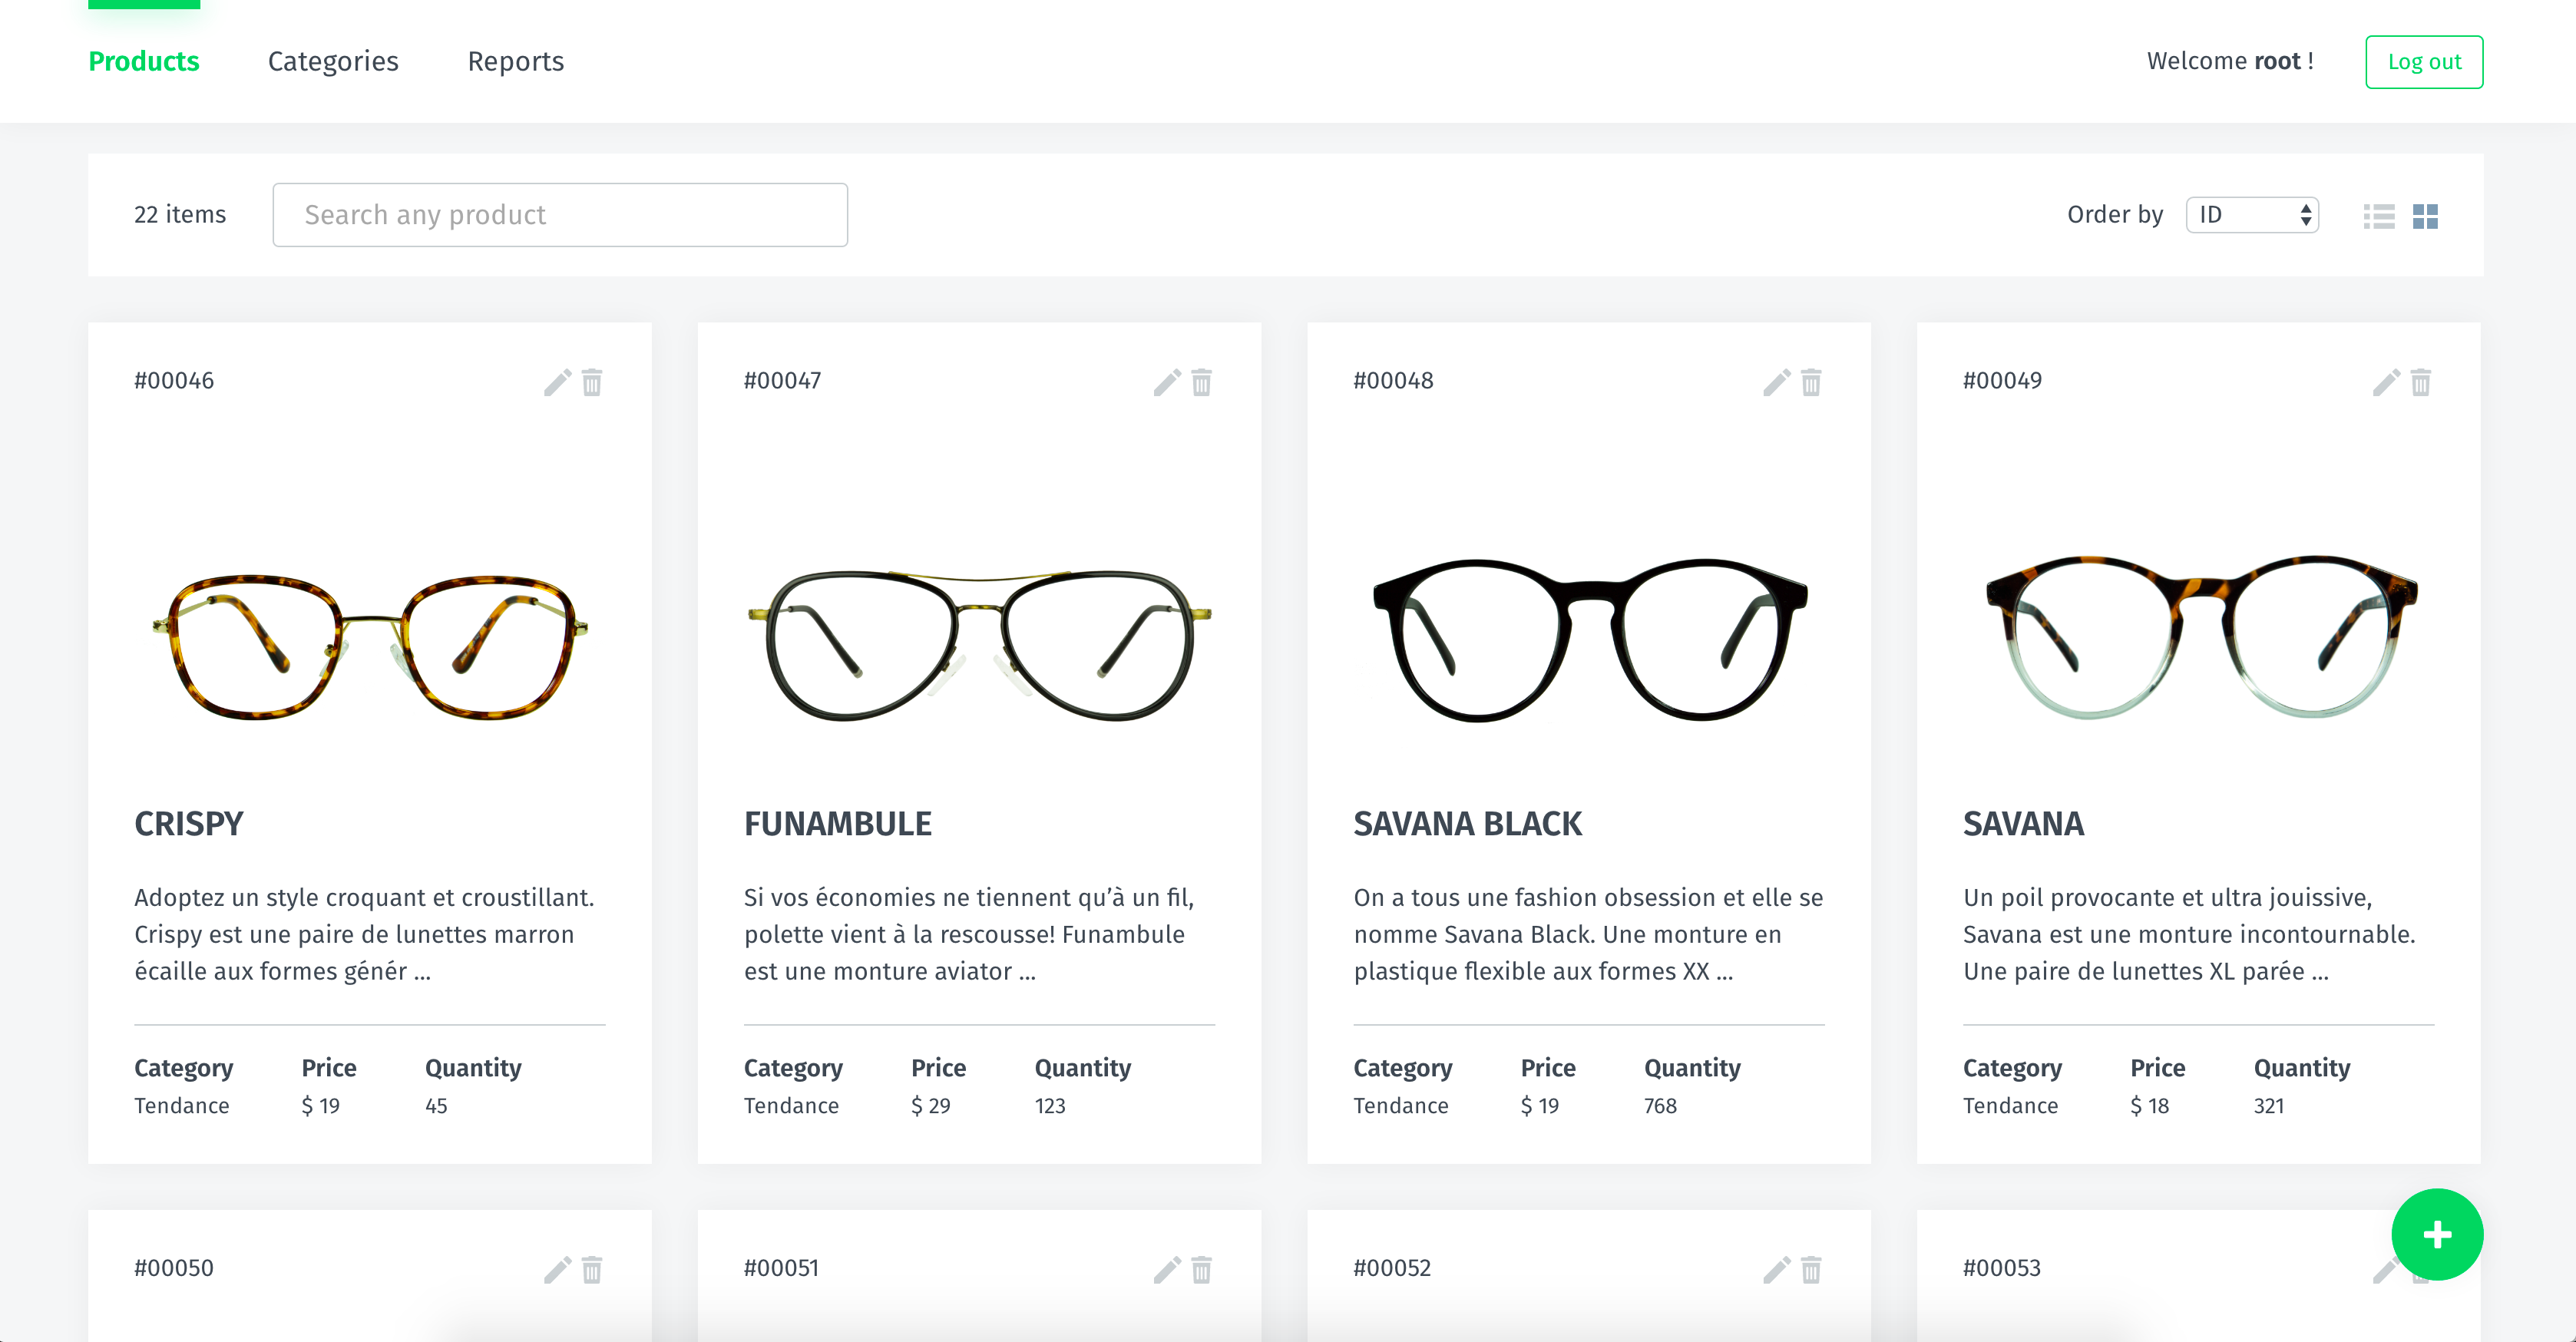 Products Categories Reports Welcome root ! Log out
22 items Search any product Order by ID
#00046
CRISPY
Adoptez un style croquant et croustillant.
Crispy est une paire de lunettes marron
écaille aux formes génér ...
Category Price Quantity
Tendance $ 19 45
#00047
FUNAMBULE
Si vos économies ne tiennent qu’à un fil,
polette vient à la rescousse! Funambule
est une monture aviator ...
Category Price Quantity
Tendance $ 29 123
#00048
SAVANA BLACK
On a tous une fashion obsession et elle se
nomme Savana Black. Une monture en
plastique flexible aux formes XX ...
Category Price Quantity
Tendance $ 19 768
#00049
SAVANA
Un poil provocante et ultra jouissive,
Savana est une monture incontournable.
Une paire de lunettes XL parée ...
Category Price Quantity
Tendance $ 18 321
#00050
#00051
#00052
#00053